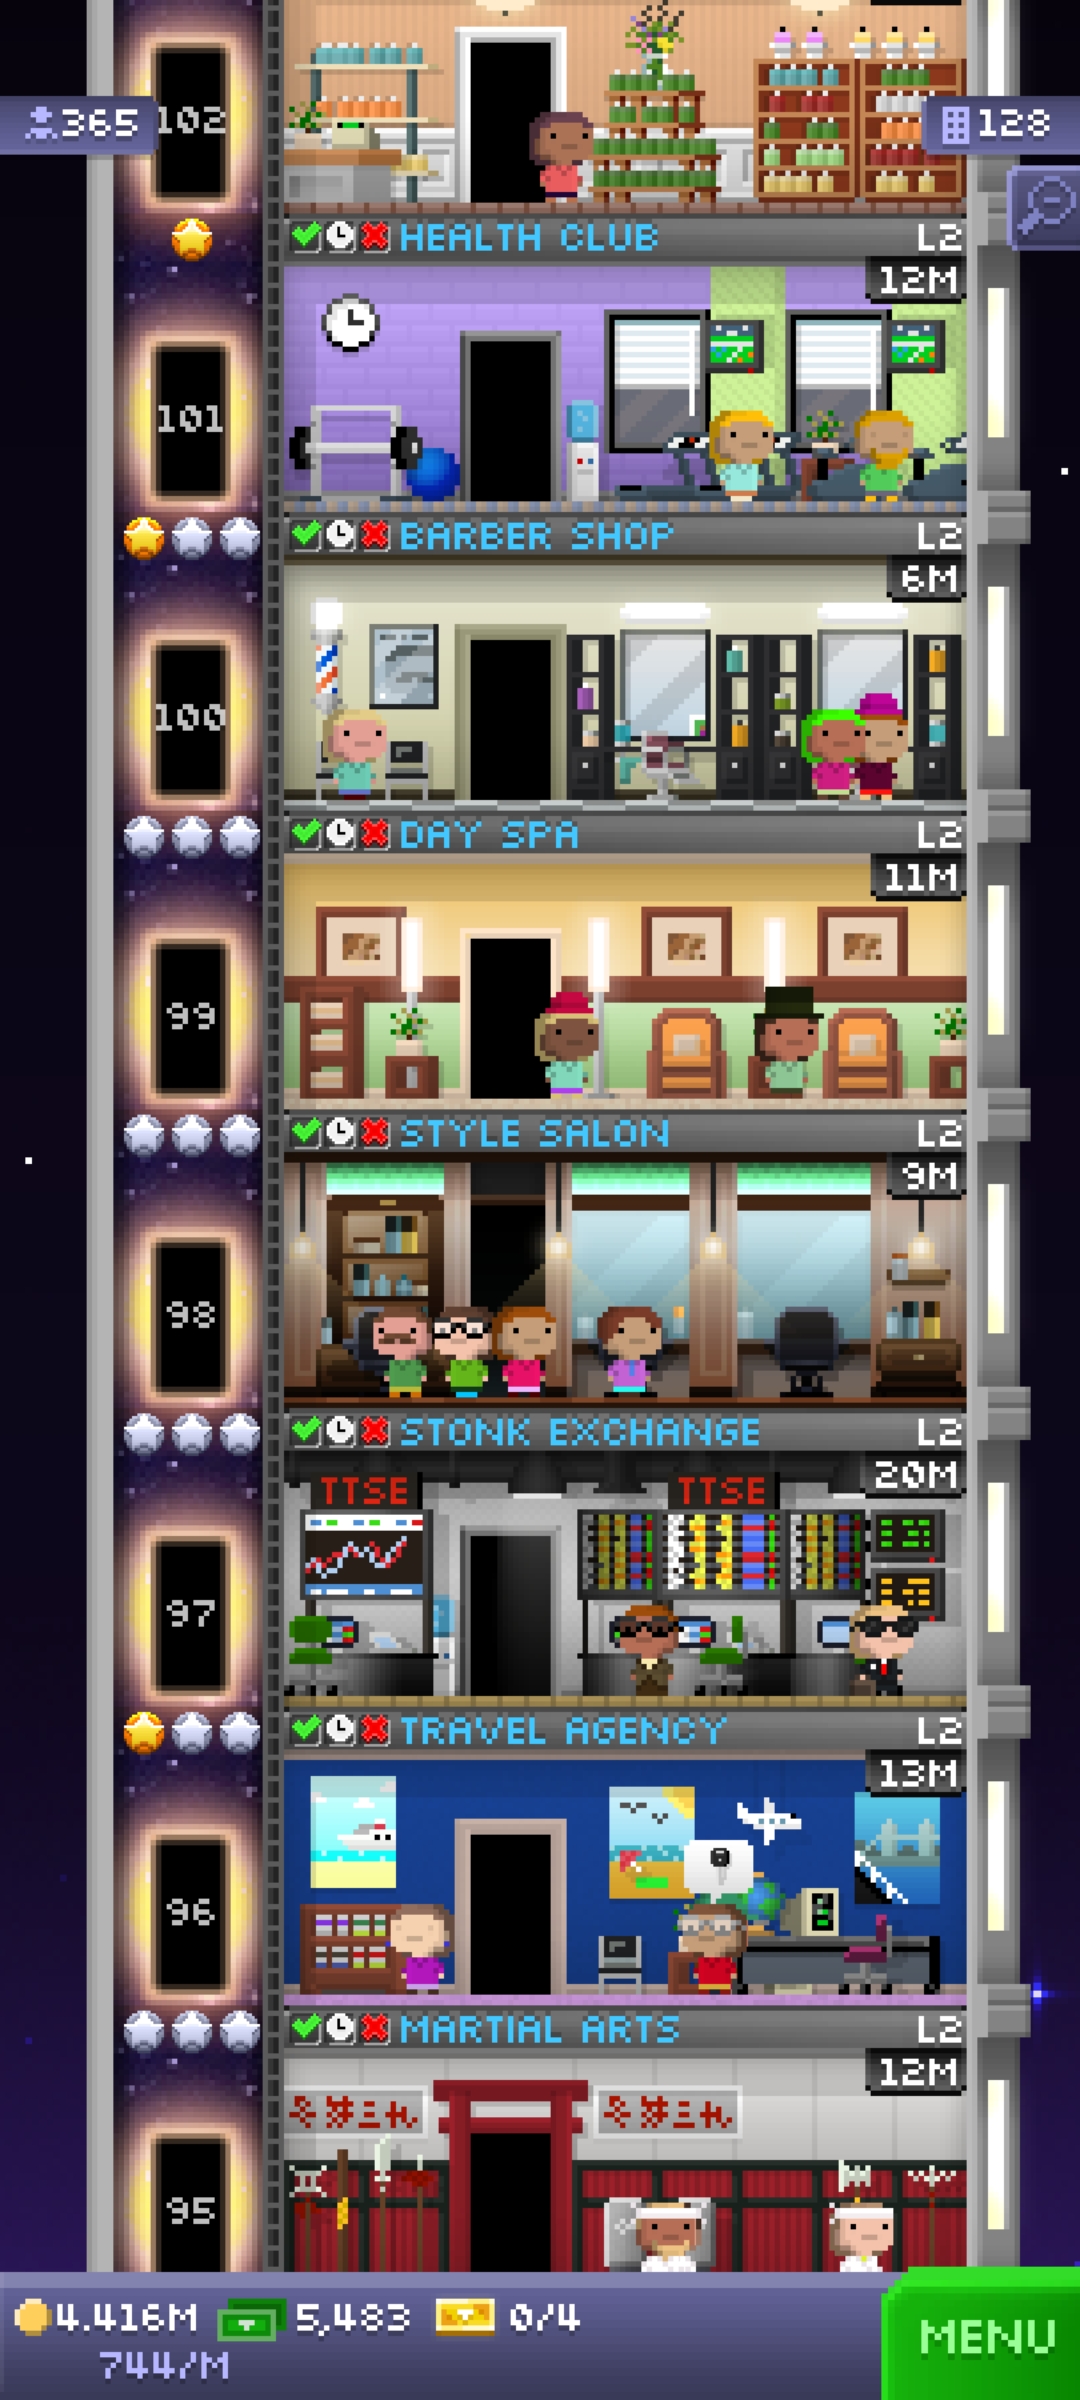 365
102
128
HEALTH CLUB L2
12M
101
BARBER SHOP L2
6M
100
DAY SPA L2
11M
99
STYLE SALON L2
9M
98
STONK EXCHANGE L2
20M
TTSE TTSE
97
TRAVEL AGENCY L2
13M
96
MARTIAL ARTS L2
12M
95
4.416M 5,483 0/4
744/M
MENU